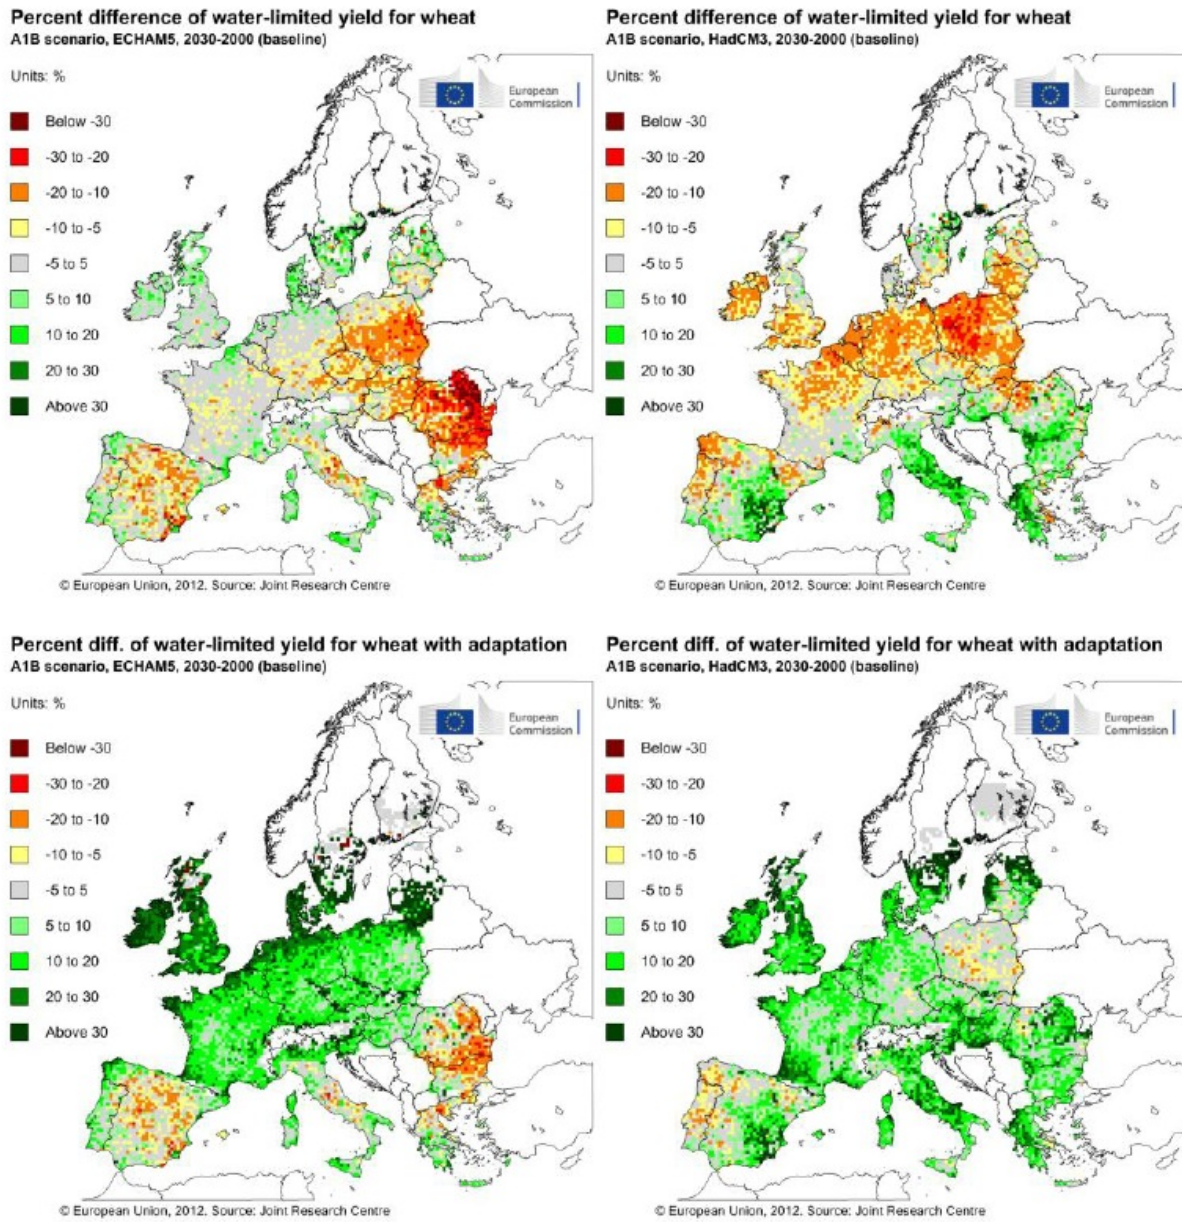 Percent difference of water-limited yield for wheat
A1B scenario, ECHAM5, 2030-2000 (baseline)
Units: %
European
Commission
Below -30
-30 to -20
-20 to -10
-10 to -5
-5 to 5
5 to 10
10 to 20
20 to 30
Above 30
© European Union, 2012. Source: Joint Research Centre
Percent difference of water-limited yield for wheat
A1B scenario, HadCM3, 2030-2000 (baseline)
Units: %
European
Commission
Below -30
-30 to -20
-20 to -10
-10 to -5
-5 to 5
5 to 10
10 to 20
20 to 30
Above 30
© European Union, 2012. Source: Joint Research Centre
Percent diff. of water-limited yield for wheat with adaptation
A1B scenario, ECHAM5, 2030-2000 (baseline)
Units: %
European
Commission
Below -30
-30 to -20
-20 to -10
-10 to -5
-5 to 5
5 to 10
10 to 20
20 to 30
Above 30
© European Union, 2012. Source: Joint Research Centre
Percent diff. of water-limited yield for wheat with adaptation
A1B scenario, HadCM3, 2030-2000 (baseline)
Units: %
European
Commission
Below -30
-30 to -20
-20 to -10
-10 to -5
-5 to 5
5 to 10
10 to 20
20 to 30
Above 30
© European Union, 2012. Source: Joint Research Centre